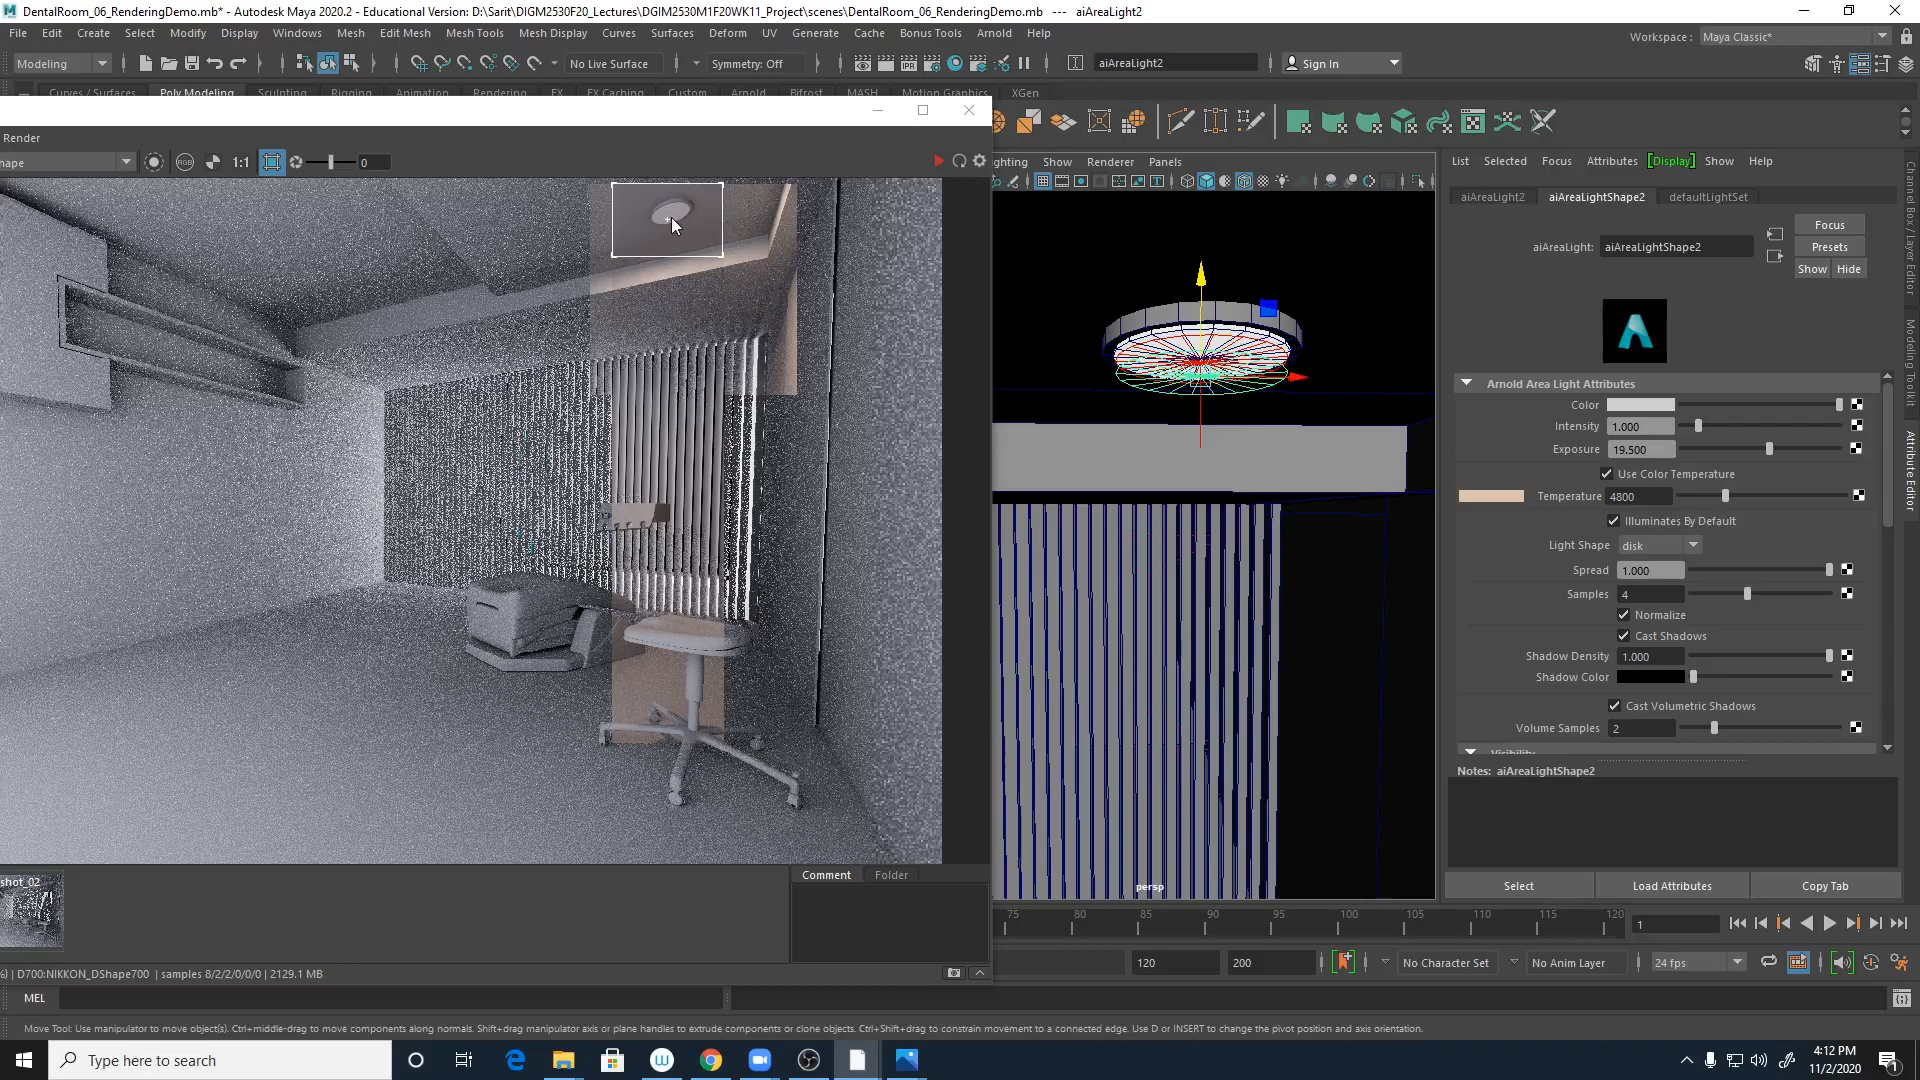 DentalRoom_06_RenderingDemo.mb* - Autodesk Maya 2020.2 - Educational Version: D:\Sarit\DIGM2530F20_Lectures\DGIM2530M1F20WK11_Project\scenes\DentalRoom_06_RenderingDemo.mb --- aiAreaLight2
File Edit Create Select Modify Display Windows Mesh Edit Mesh Mesh Tools Mesh Display Curves Surfaces Deform UV Generate Cache Bonus Tools Arnold Help
Workspace : Maya Classic*
Modeling
No Live Surface
Symmetry: Off
aiAreaLight2
Sign In
Curves / Surfaces Poly Modeling Sculpting Rigging Animation Rendering FX FX Caching Custom Arnold Bifrost MASH Motion Graphics XGen
Render
hape
RGB
1:1
0
ghting Show Renderer Panels
List Selected Focus Attributes [Display] Show Help
aiAreaLight2 aiAreaLightShape2 defaultLightSet
Focus
aiAreaLight: aiAreaLightShape2
Presets
Show Hide
Channel Box / Layer Editor
Modeling Toolkit
Attribute Editor
Arnold Area Light Attributes
Color
Intensity 1.000
Exposure 19.500
Use Color Temperature
Temperature 4800
Illuminates By Default
Light Shape disk
Spread 1.000
Samples 4
Normalize
Cast Shadows
Shadow Density 1.000
Shadow Color
Cast Volumetric Shadows
Volume Samples 2
Visibility
Notes: aiAreaLightShape2
persp
shot_02
Comment Folder
Select Load Attributes Copy Tab
75 80 85 90 95 100 105 110 115 120
1
120
200
No Character Set
No Anim Layer
24 fps
%) | D700:NIKKON_DShape700 | samples 8/2/2/0/0/0 | 2129.1 MB
MEL
Move Tool: Use manipulator to move object(s). Ctrl+middle-drag to move components along normals. Shift+drag manipulator axis or plane handles to extrude components or clone objects. Ctrl+Shift+drag to constrain movement to a connected edge. Use D or INSERT to change the pivot position and axis orientation.
Type here to search
4:12 PM
11/2/2020
1